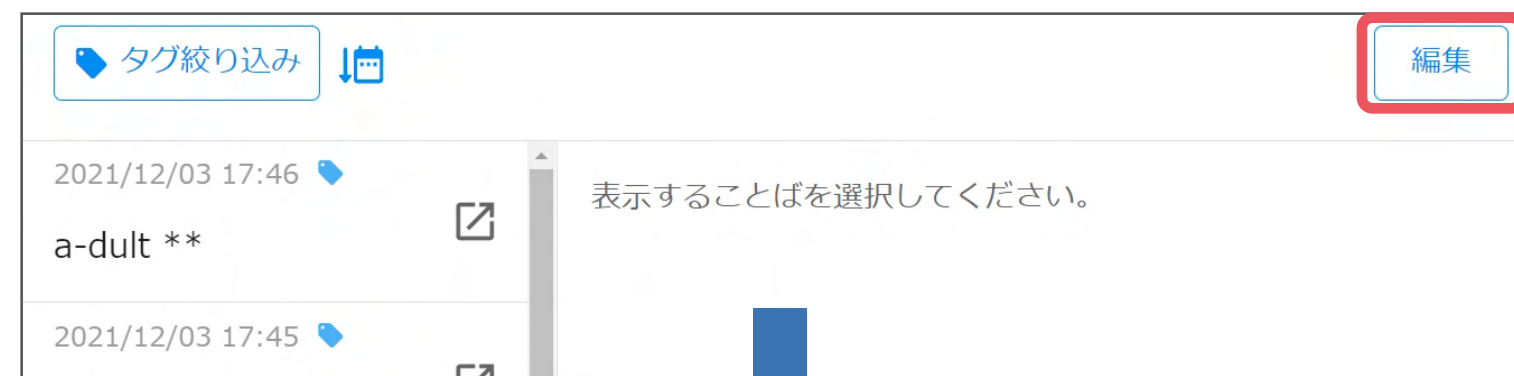 タグ絞り込み
編集
2021/12/03 17:46
a-dult **
表示することばを選択してください。
2021/12/03 17:45